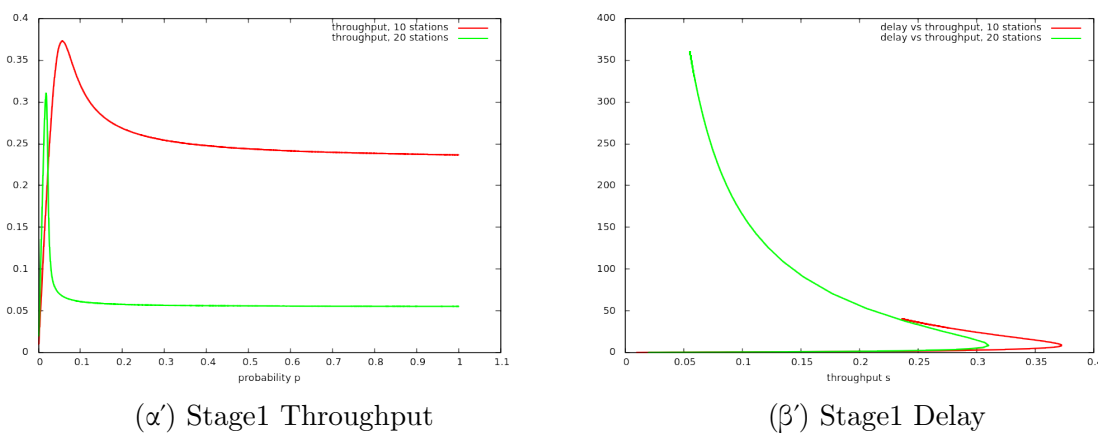 throughput, 10 stations
throughput, 20 stations
0.4
0.35
0.3
0.25
0.2
0.15
0.1
0.05
0
0 0.1 0.2 0.3 0.4 0.5 0.6 0.7 0.8 0.9 1 1.1
probability p
(α′) Stage1 Throughput
delay vs throughput, 10 stations
delay vs throughput, 20 stations
400
350
300
250
200
150
100
50
0
0 0.05 0.1 0.15 0.2 0.25 0.3 0.35 0.4
throughput s
(β′) Stage1 Delay